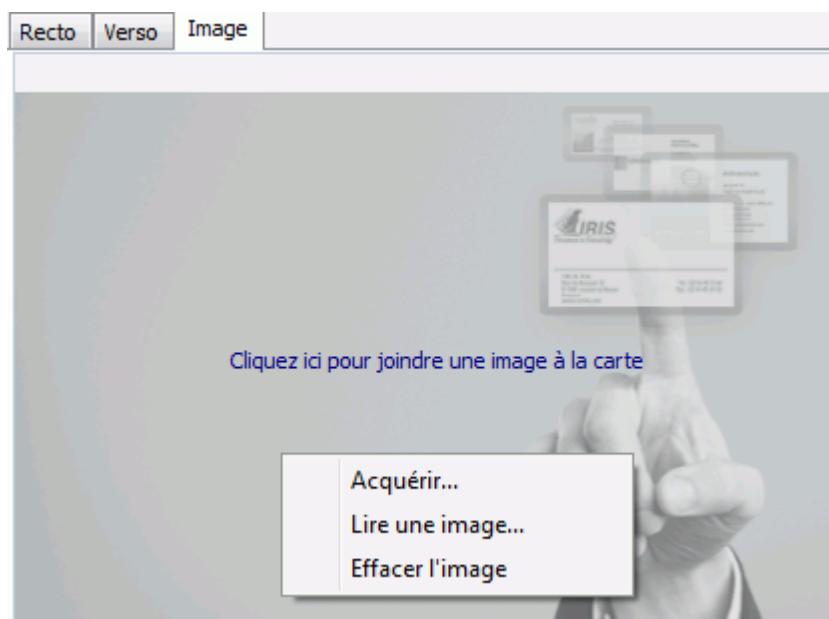 Recto Verso Image
IRIS
Cliquez ici pour joindre une image à la carte
Acquérir...
Lire une image...
Effacer l'image